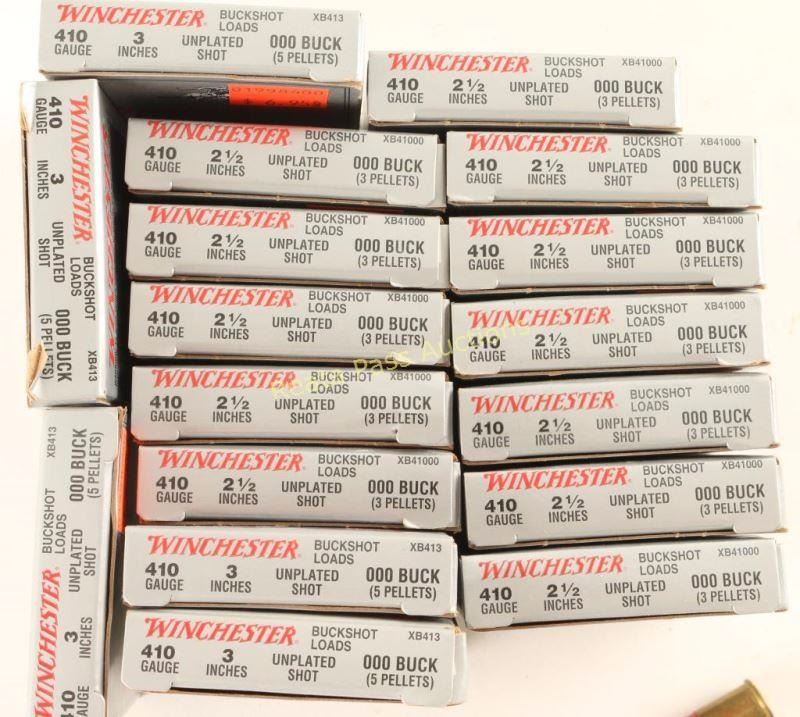 WINCHESTER BUCKSHOT LOADS XB413
410 GAUGE 3 INCHES UNPLATED SHOT 000 BUCK (5 PELLETS)
WINCHESTER BUCKSHOT LOADS XB41000
410 GAUGE 2½ INCHES UNPLATED SHOT 000 BUCK (3 PELLETS)
WINCHESTER BUCKSHOT LOADS XB413
410 GAUGE 3 INCHES UNPLATED SHOT 000 BUCK (5 PELLETS)
WINCHESTER BUCKSHOT LOADS XB41000
410 GAUGE 2½ INCHES UNPLATED SHOT 000 BUCK (3 PELLETS)
WINCHESTER BUCKSHOT LOADS XB41000
410 GAUGE 2½ INCHES UNPLATED SHOT 000 BUCK (3 PELLETS)
WINCHESTER BUCKSHOT LOADS XB41000
410 GAUGE 2½ INCHES UNPLATED SHOT 000 BUCK (3 PELLETS)
WINCHESTER BUCKSHOT LOADS XB41000
410 GAUGE 2½ INCHES UNPLATED SHOT 000 BUCK (3 PELLETS)
WINCHESTER BUCKSHOT LOADS XB41000
410 GAUGE 2½ INCHES UNPLATED SHOT 000 BUCK (3 PELLETS)
WINCHESTER BUCKSHOT LOADS XB41000
410 GAUGE 2½ INCHES UNPLATED SHOT 000 BUCK (3 PELLETS)
Pass Auctions
WINCHESTER BUCKSHOT LOADS XB41000
410 GAUGE 2½ INCHES UNPLATED SHOT 000 BUCK (3 PELLETS)
WINCHESTER BUCKSHOT LOADS XB41000
410 GAUGE 2½ INCHES UNPLATED SHOT 000 BUCK (3 PELLETS)
WINCHESTER BUCKSHOT LOADS XB41000
410 GAUGE 2½ INCHES UNPLATED SHOT 000 BUCK (3 PELLETS)
WINCHESTER BUCKSHOT LOADS XB41000
410 GAUGE 2½ INCHES UNPLATED SHOT 000 BUCK (3 PELLETS)
WINCHESTER BUCKSHOT LOADS XB413
410 GAUGE 3 INCHES UNPLATED SHOT 000 BUCK (5 PELLETS)
WINCHESTER BUCKSHOT LOADS XB413
410 GAUGE 3 INCHES UNPLATED SHOT 000 BUCK (5 PELLETS)
WINCHESTER BUCKSHOT LOADS XB41000
410 GAUGE 2½ INCHES UNPLATED SHOT 000 BUCK (3 PELLETS)
WINCHESTER BUCKSHOT LOADS XB413
410 GAUGE 3 INCHES UNPLATED SHOT 000 BUCK (5 PELLETS)